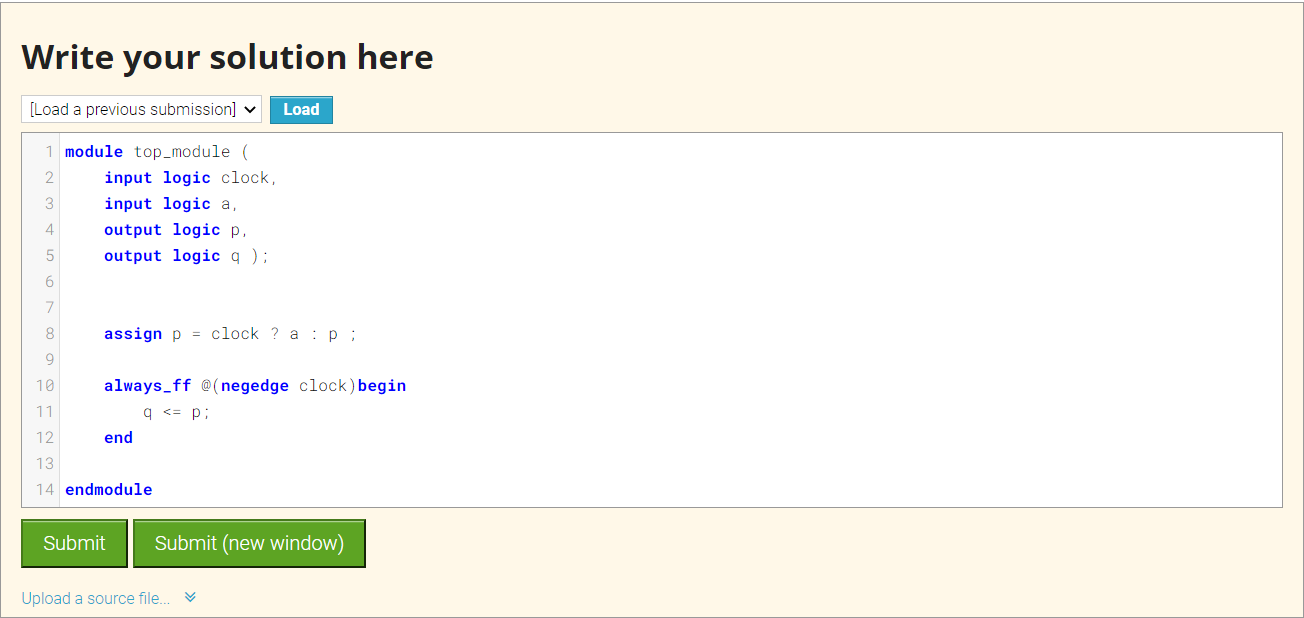 Write your solution here
[Load a previous submission] Load
1 module top_module (
2     input logic clock,
3     input logic a,
4     output logic p,
5     output logic q );
6
7
8     assign p = clock ? a : p ;
9
10     always_ff @(negedge clock)begin
11         q <= p;
12     end
13
14 endmodule
Submit Submit (new window)
Upload a source file...